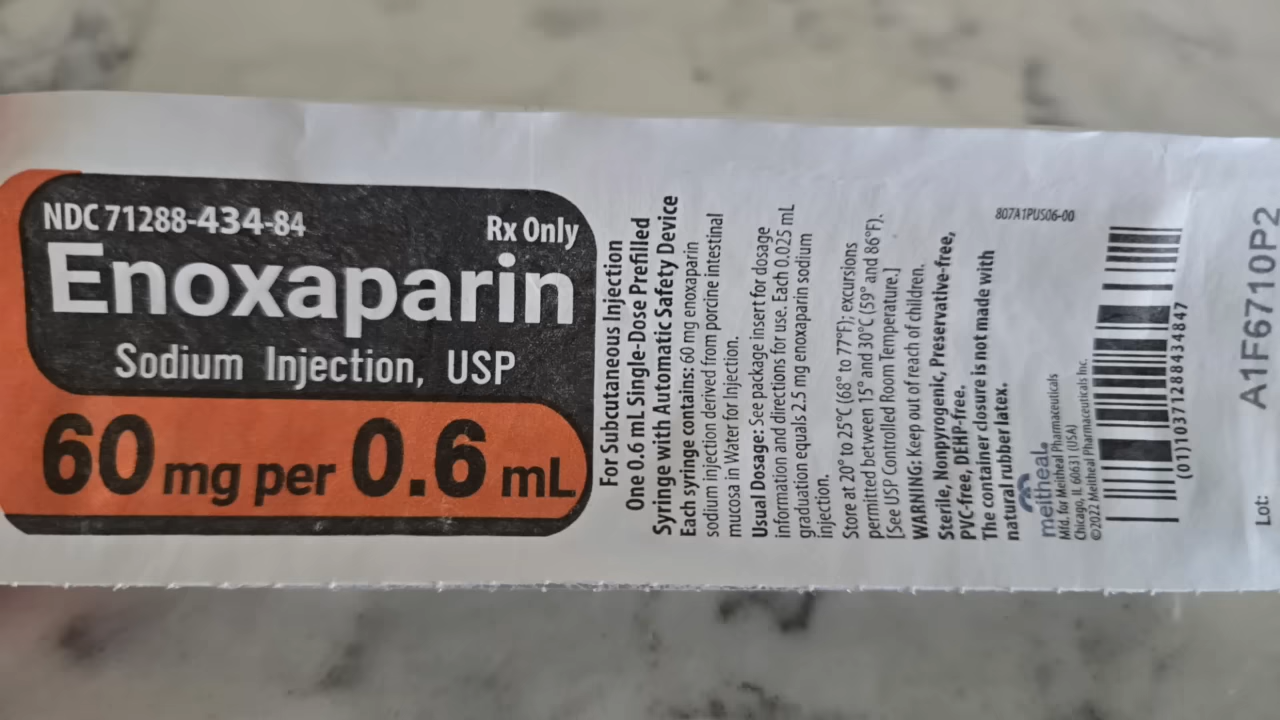 NDC 71288-434-84
Rx Only
Enoxaparin
Sodium Injection, USP
60 mg per 0.6 mL
For Subcutaneous Injection
One 0.6 mL Single-Dose Prefilled
Syringe with Automatic Safety Device
Each syringe contains: 60 mg enoxaparin
sodium injection derived from porcine intestinal
mucosa in Water for Injection.
Usual Dosage: See package insert for dosage
information and directions for use. Each 0.025 mL
graduation equals 2.5 mg enoxaparin sodium
injection.
Store at 20° to 25°C (68° to 77°F); excursions
permitted between 15° and 30°C (59° and 86°F).
[See USP Controlled Room Temperature.]
WARNING: Keep out of reach of children.
Sterile, Nonpyrogenic, Preservative-free,
PVC-free, DEHP-free.
The container closure is not made with
natural rubber latex.
meitheal
Mfd. for Meitheal Pharmaceuticals
Chicago, IL 60631 (USA)
©2022 Meitheal Pharmaceuticals Inc.
807A1PUS06-00
(01)10371288434847
Lot: A1F6710P2